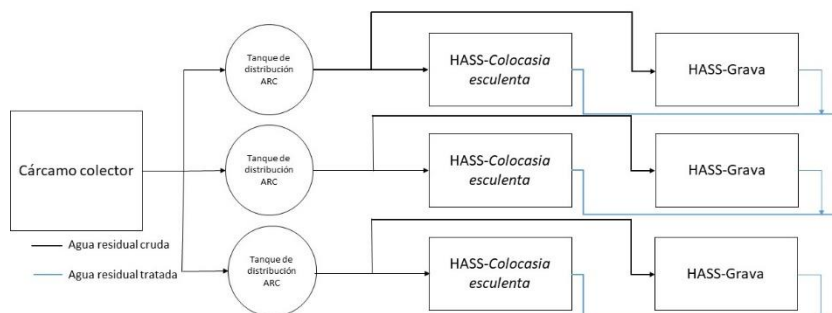 Tanque de
distribución
ARC
HASS-Colocasia
esculenta
HASS-Grava
Cárcamo colector
Tanque de
distribución
ARC
HASS-Colocasia
esculenta
HASS-Grava
Agua residual cruda
Agua residual tratada
Tanque de
distribución
ARC
HASS-Colocasia
esculenta
HASS-Grava